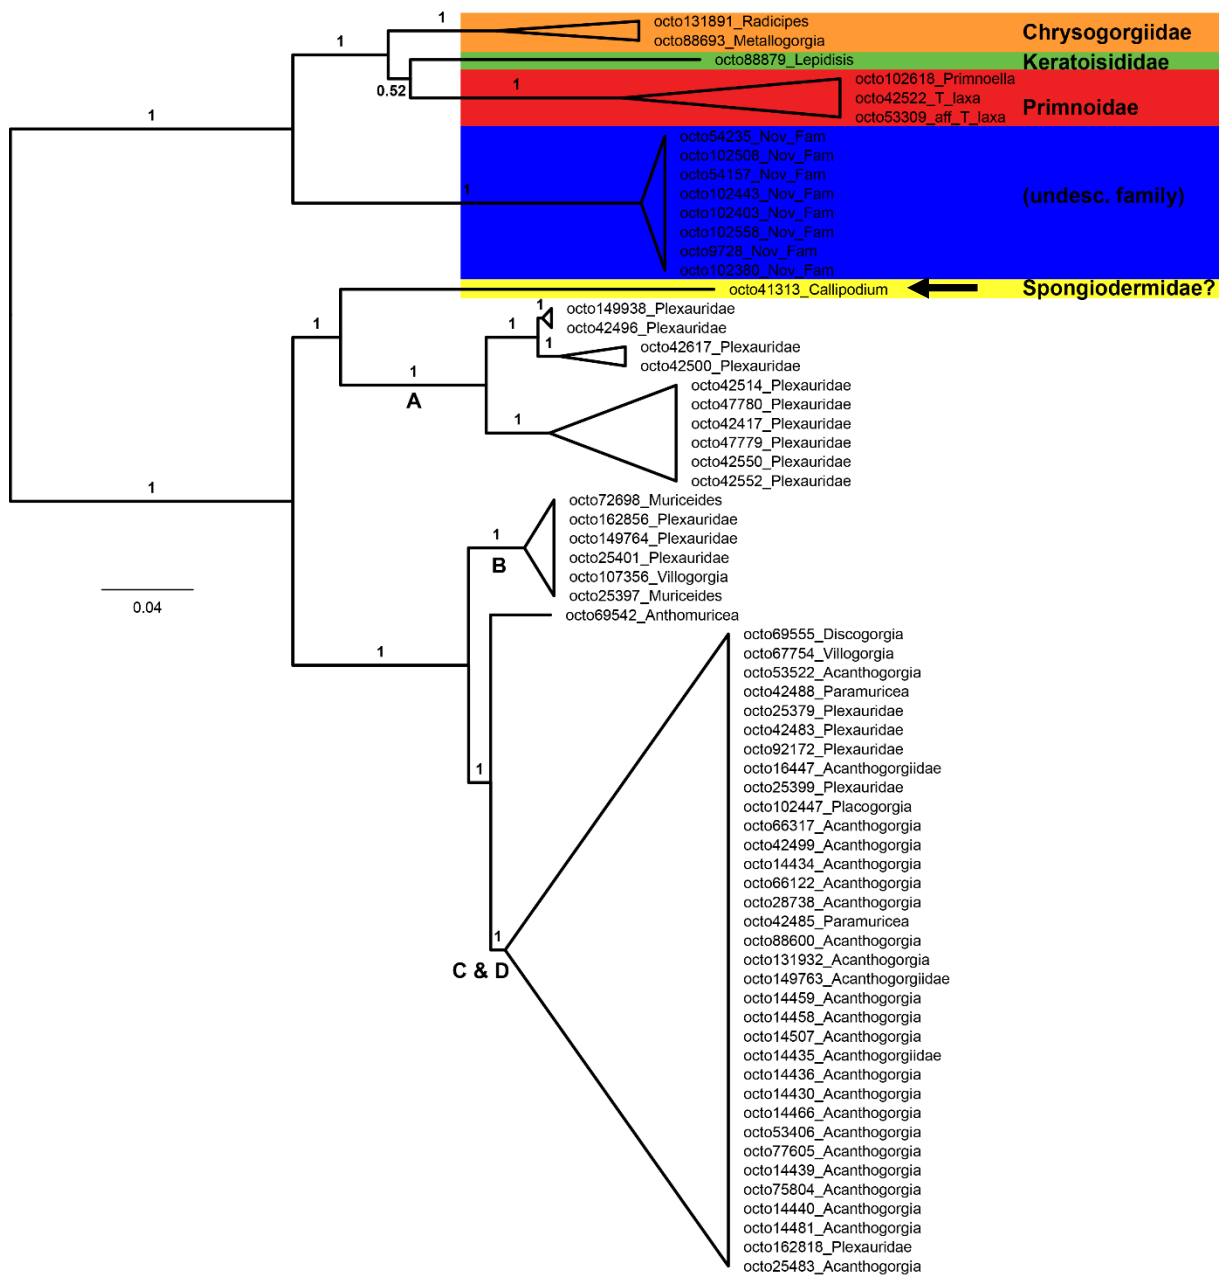 1
octo131891_Radicipes
octo88693_Metallogorgia
Chrysogorgiidae
1
octo88879_Lepidisis
Keratoisididae
0.52
1
octo102618_Primnoella
octo42522_T_laxa
octo53309_aff_T_laxa
Primnoidae
1
octo54235_Nov_Fam
octo102508_Nov_Fam
octo54157_Nov_Fam
1
octo102443_Nov_Fam
(undesc. family)
octo102403_Nov_Fam
octo102558_Nov_Fam
octo9728_Nov_Fam
octo102380_Nov_Fam
octo41313_Callipodium
Spongiodermidae?
1
octo149938_Plexauridae
1
1
octo42496_Plexauridae
1
octo42617_Plexauridae
octo42500_Plexauridae
1
A
octo42514_Plexauridae
octo47780_Plexauridae
octo42417_Plexauridae
1
octo47779_Plexauridae
octo42550_Plexauridae
octo42552_Plexauridae
1
octo72698_Muriceides
octo162856_Plexauridae
1
octo149764_Plexauridae
octo25401_Plexauridae
B
octo107356_Villogorgia
octo25397_Muriceides
0.04
octo69542_Anthomuricea
1
octo69555_Discogorgia
octo67754_Villogorgia
octo53522_Acanthogorgia
octo42488_Paramuricea
octo25379_Plexauridae
octo42483_Plexauridae
octo92172_Plexauridae
1
octo16447_Acanthogorgiidae
octo25399_Plexauridae
octo102447_Placogorgia
octo66317_Acanthogorgia
octo42499_Acanthogorgia
octo14434_Acanthogorgia
octo66122_Acanthogorgia
octo28738_Acanthogorgia
octo42485_Paramuricea
1
octo88600_Acanthogorgia
octo131932_Acanthogorgia
C & D
octo149763_Acanthogorgiidae
octo14459_Acanthogorgia
octo14458_Acanthogorgia
octo14507_Acanthogorgia
octo14435_Acanthogorgiidae
octo14436_Acanthogorgia
octo14430_Acanthogorgia
octo14466_Acanthogorgia
octo53406_Acanthogorgia
octo77605_Acanthogorgia
octo14439_Acanthogorgia
octo75804_Acanthogorgia
octo14440_Acanthogorgia
octo14481_Acanthogorgia
octo162818_Plexauridae
octo25483_Acanthogorgia